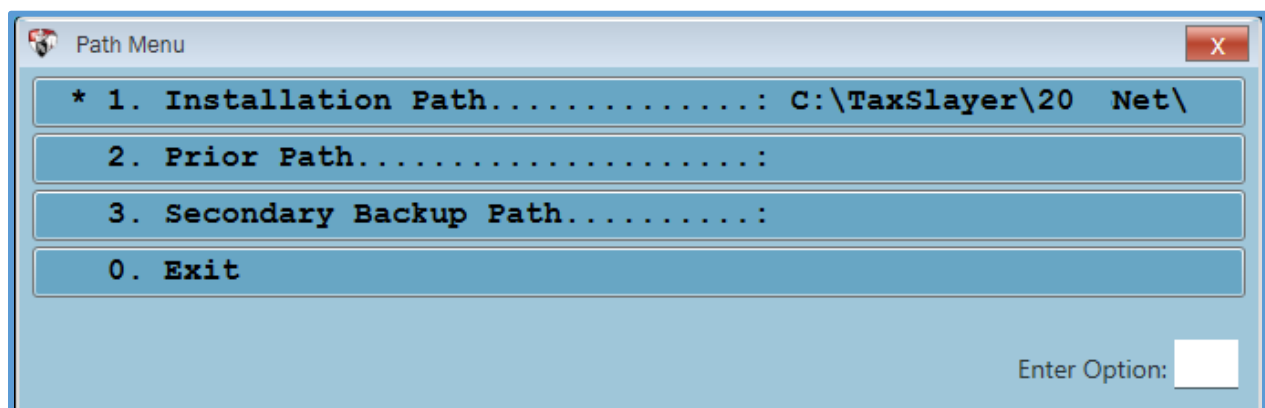 Path Menu
X
* 1. Installation Path..............: C:\TaxSlayer\20  Net\
2. Prior Path.....................:
3. Secondary Backup Path..........:
0. Exit
Enter Option: